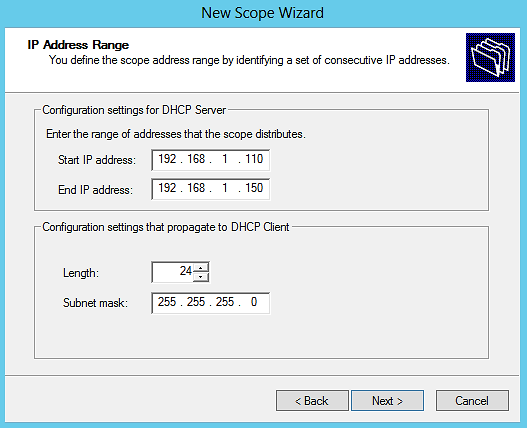 New Scope Wizard
IP Address Range
You define the scope address range by identifying a set of consecutive IP addresses.
Configuration settings for DHCP Server
Enter the range of addresses that the scope distributes.
Start IP address: 192 . 168 . 1 . 110
End IP address: 192 . 168 . 1 . 150
Configuration settings that propagate to DHCP Client
Length: 24
Subnet mask: 255 . 255 . 255 . 0
< Back Next > Cancel